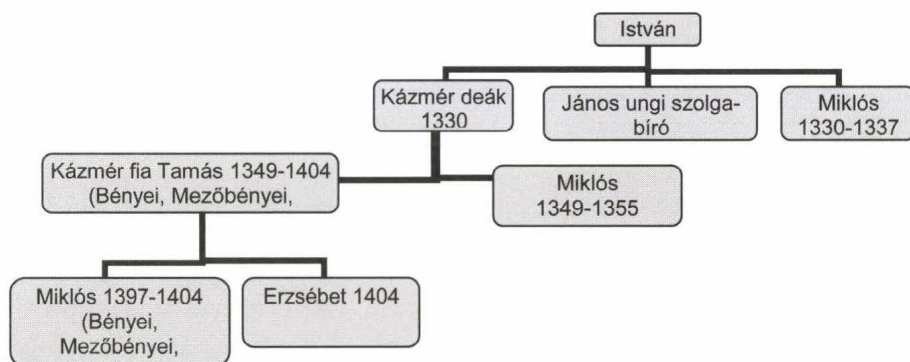 István
Kázmér deák
1330
János ungi szolga-
bíró
Miklós
1330-1337
Kázmér fia Tamás 1349-1404
(Bényei, Mezőbényei,
Miklós
1349-1355
Miklós 1397-1404
(Bényei,
Mezőbényei,
Erzsébet 1404